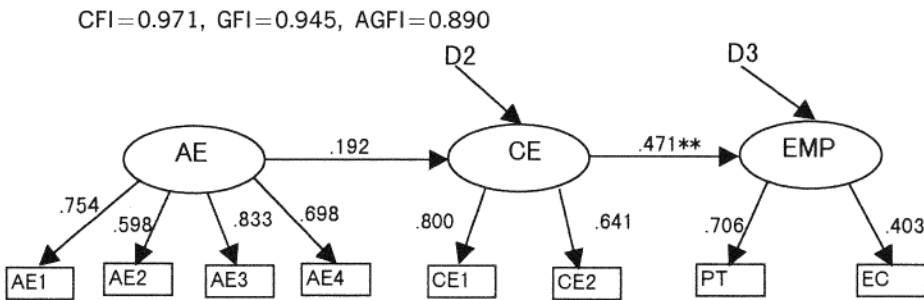 CFI=0.971, GFI=0.945, AGFI=0.890
D2
D3
AE
.192
CE
.471**
EMP
.754
.598
.833
.698
.800
.641
.706
.403
AE1
AE2
AE3
AE4
CE1
CE2
PT
EC